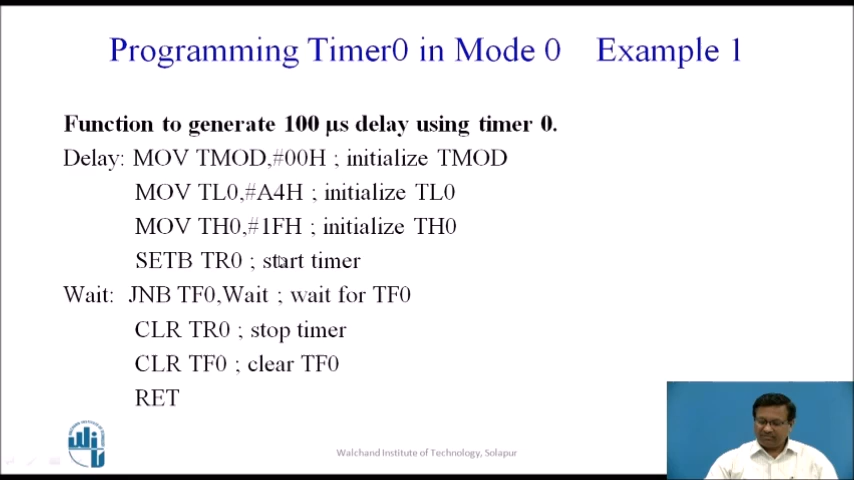 Programming Timer0 in Mode 0 Example 1
Function to generate 100 µs delay using timer 0.
Delay: MOV TMOD,#00H ; initialize TMOD
MOV TL0,#A4H ; initialize TL0
MOV TH0,#1FH ; initialize TH0
SETB TR0 ; start timer
Wait: JNB TF0,Wait ; wait for TF0
CLR TR0 ; stop timer
CLR TF0 ; clear TF0
RET
Walchand Institute of Technology, Solapur